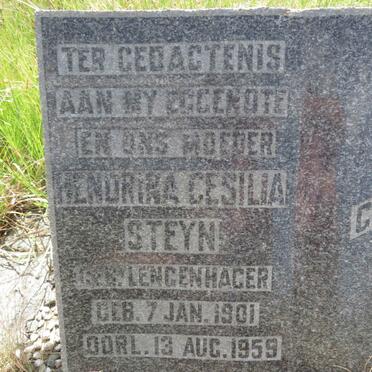 TER GEDAGTENIS
AAN MY EGGENOTE
EN ONS MOEDER
HENDRINA CESILIA
STEYN
GEB. LENGENHAGER
GEB. 7 JAN. 1901
OORL. 13 AUG. 1959